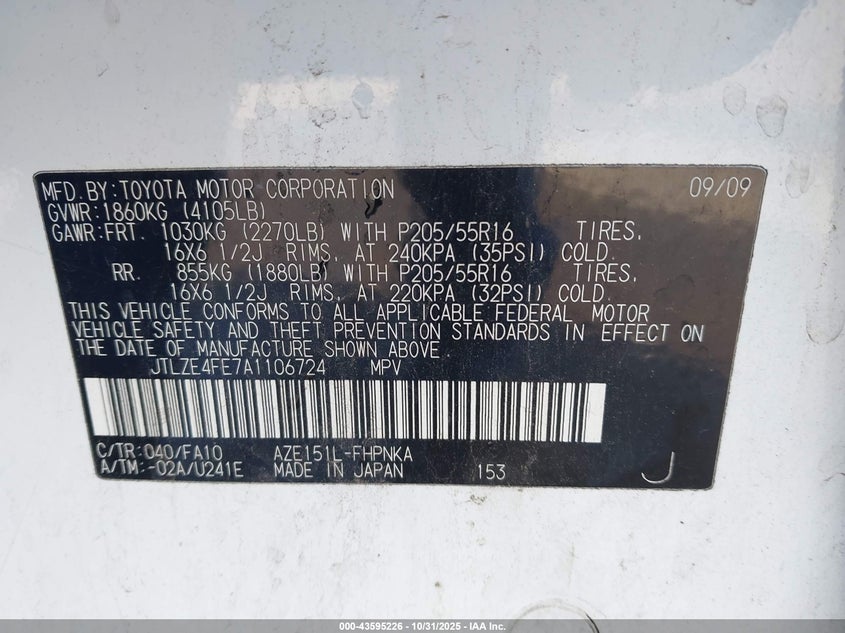 MFD.BY:TOYOTA MOTOR CORPORATION 09/09
GVWR:1860KG (4105LB)
GAWR:FRT. 1030KG (2270LB) WITH P205/55R16 TIRES,
16X6 1/2J RIMS, AT 240KPA (35PSI) COLD.
RR. 855KG (1880LB) WITH P205/55R16 TIRES,
16X6 1/2J RIMS, AT 220KPA (32PSI) COLD.
THIS VEHICLE CONFORMS TO ALL APPLICABLE FEDERAL MOTOR
VEHICLE SAFETY AND THEFT PREVENTION STANDARDS IN EFFECT ON
THE DATE OF MANUFACTURE SHOWN ABOVE.
JTLZE4FE7A1106724 MPV
C/TR:040/FA10 AZE151L-FHPNKA
A/TM:-02A/U241E MADE IN JAPAN 153 J
000-43595226 - 10/31/2025 - IAA Inc.